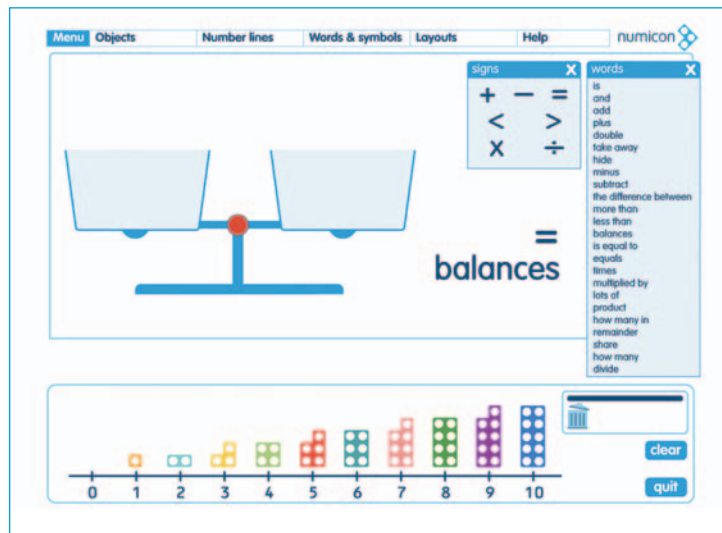 Menu Objects Number lines Words & symbols Layouts Help numicon
signs X
+ − =
< >
x ÷
words X
is
and
add
plus
double
take away
hide
minus
subtract
the difference between
more than
less than
balances
is equal to
equals
times
multiplied by
lots of
product
how many in
remainder
share
how many
divide
=
balances
0 1 2 3 4 5 6 7 8 9 10
clear
quit